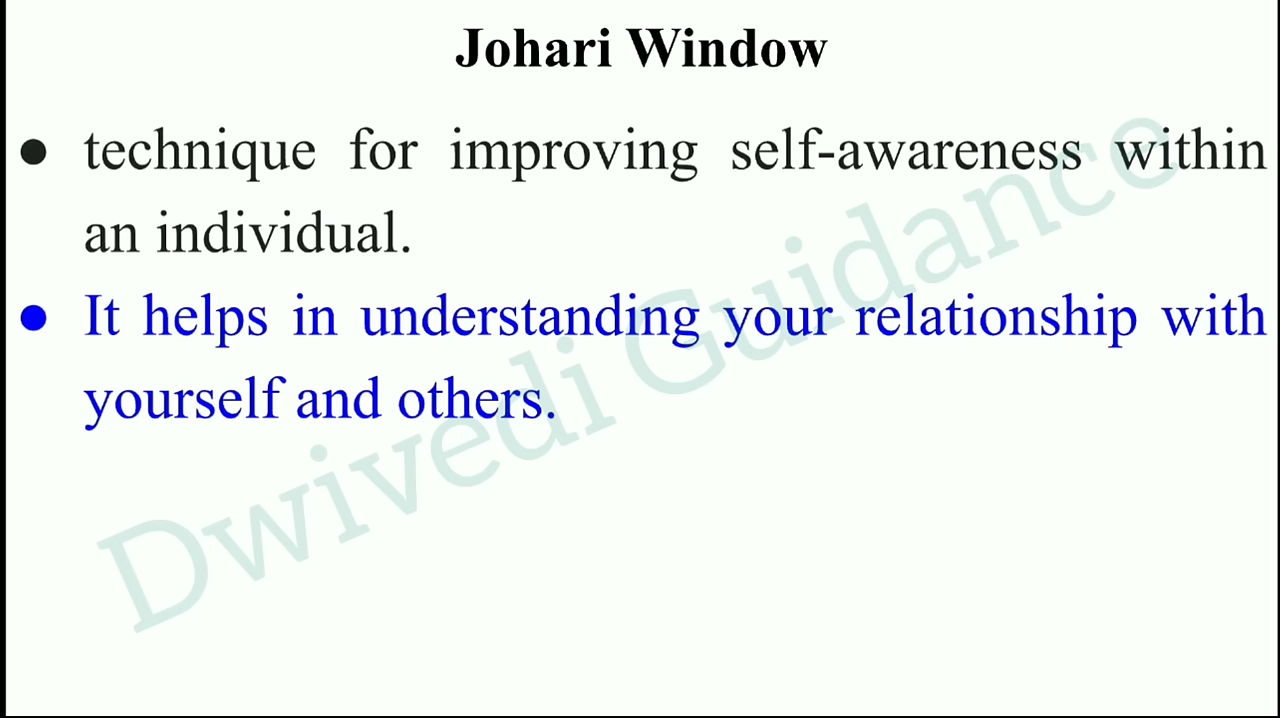 Johari Window
● technique for improving self-awareness within
an individual.
● It helps in understanding your relationship with
yourself and others.
Dwivedi Guidance